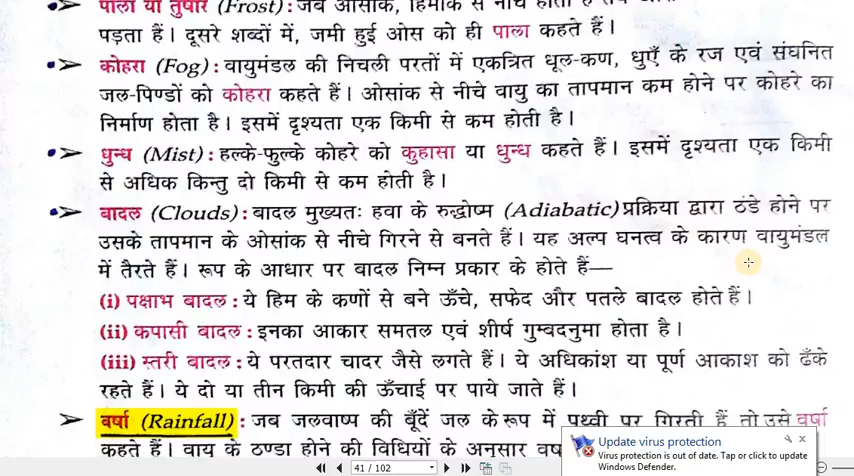 पाला या तुषार (Frost) : जब ओसांक, हिमांक से नीचे होता है
पड़ता हैं। दूसरे शब्दों में, जमी हुई ओस को ही पाला कहते हैं।
कोहरा (Fog) : वायुमंडल की निचली परतों में एकत्रित धूल-कण, धुएँ के रज एवं संघनित
जल-पिण्डों को कोहरा कहते हैं। ओसांक से नीचे वायु का तापमान कम होने पर कोहरे का
निर्माण होता है। इसमें दृश्यता एक किमी से कम होती है।
धुन्ध (Mist) : हल्के-फुल्के कोहरे को कुहासा या धुन्ध कहते हैं। इसमें दृश्यता एक किमी
से अधिक किन्तु दो किमी से कम होती है।
बादल (Clouds) : बादल मुख्यतः हवा के रुद्धोष्म (Adiabatic) प्रक्रिया द्वारा ठंडे होने पर
उसके तापमान के ओसांक से नीचे गिरने से बनते हैं। यह अल्प घनत्व के कारण वायुमंडल
में तैरते हैं। रूप के आधार पर बादल निम्न प्रकार के होते हैं—
(i) पक्षाभ बादल : ये हिम के कणों से बने ऊँचे, सफेद और पतले बादल होते हैं।
(ii) कपासी बादल : इनका आकार समतल एवं शीर्ष गुम्बदनुमा होता है।
(iii) स्तरी बादल : ये परतदार चादर जैसे लगते हैं। ये अधिकांश या पूर्ण आकाश को ढँके
रहते हैं। ये दो या तीन किमी की ऊँचाई पर पाये जाते हैं।
वर्षा (Rainfall) : जब जलवाष्प की बूँदें जल के रूप में पृथ्वी पर गिरती हैं तो उसे वर्षा
कहते हैं। वायु के ठण्डा होने की विधियों के अनुसार
Update virus protection
Virus protection is out of date. Tap or click to update
Windows Defender.
41 / 102